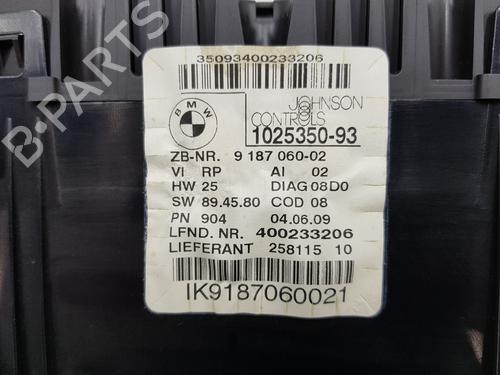 35093400233206
BMW
JOHNSON
CONTROLS
1025350-93
ZB-NR. 9 187 060-02
VI RP AI 02
HW 25 DIAG 08D0
SW 89.45.80 COD 08
PN 904 04.06.09
LFND. NR. 400233206
LIEFERANT 258115 10
IK9187060021
B-PARTS